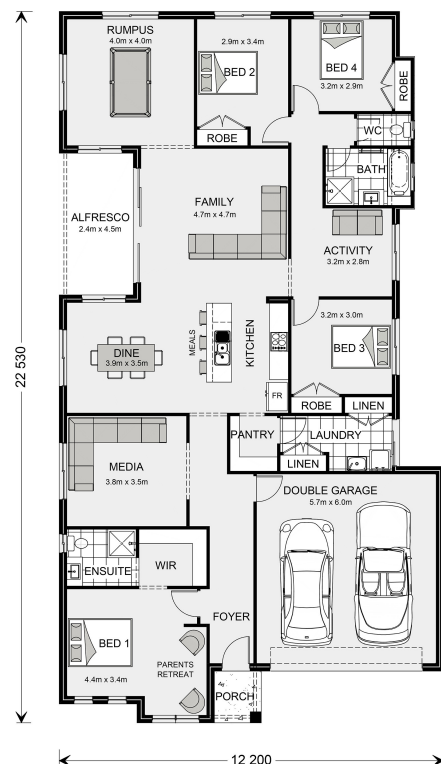 RUMPUS
4.0m x 4.0m
2.9m x 3.4m
BED 2
ROBE
BED 4
3.2m x 2.9m
ROBE
WC
BATH
FAMILY
4.7m x 4.7m
ALFRESCO
2.4m x 4.5m
ACTIVITY
3.2m x 2.8m
22 530
DINE
3.9m x 3.5m
MEALS
KITCHEN
FR
3.2m x 3.0m
BED 3
ROBE
LINEN
PANTRY
LAUNDRY
LINEN
MEDIA
3.8m x 3.5m
DOUBLE GARAGE
5.7m x 6.0m
ENSUITE
WIR
FOYER
BED 1
4.4m x 3.4m
PARENTS
RETREAT
PORCH
12 200